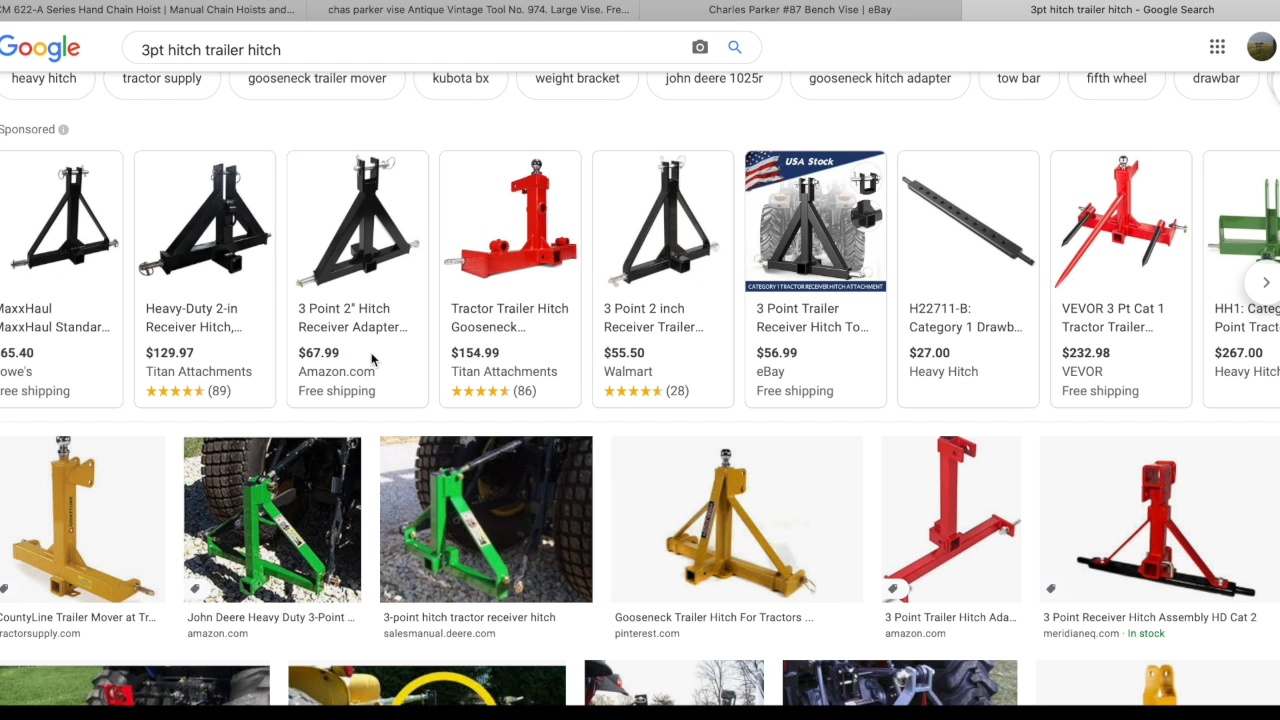 CM 622-A Series Hand Chain Hoist | Manual Chain Hoists and...
chas parker vise Antique Vintage Tool No. 974. Large Vise. Fre...
Charles Parker #87 Bench Vise | eBay
3pt hitch trailer hitch - Google Search
Google
3pt hitch trailer hitch
heavy hitch
tractor supply
gooseneck trailer mover
kubota bx
weight bracket
john deere 1025r
gooseneck hitch adapter
tow bar
fifth wheel
drawbar
Sponsored
USA Stock
CATEGORY 1 TRACTOR RECEIVER HITCH ATTACHMENT
MaxxHaul
MaxxHaul Standar...
65.40
owe's
ree shipping
Heavy-Duty 2-in
Receiver Hitch,...
$129.97
Titan Attachments
(89)
3 Point 2" Hitch
Receiver Adapter...
$67.99
Amazon.com
Free shipping
Tractor Trailer Hitch
Gooseneck...
$154.99
Titan Attachments
(86)
3 Point 2 inch
Receiver Trailer...
$55.50
Walmart
(28)
3 Point Trailer
Receiver Hitch To...
$56.99
eBay
Free shipping
H22711-B:
Category 1 Drawb...
$27.00
Heavy Hitch
VEVOR 3 Pt Cat 1
Tractor Trailer...
$232.98
VEVOR
Free shipping
HH1: Categ
Point Tract
$267.00
Heavy Hitc
CountyLine Trailer Mover at Tr...
ractorsupply.com
John Deere Heavy Duty 3-Point ...
amazon.com
3-point hitch tractor receiver hitch
salesmanual.deere.com
Gooseneck Trailer Hitch For Tractors ...
pinterest.com
3 Point Trailer Hitch Ada...
amazon.com
3 Point Receiver Hitch Assembly HD Cat 2
meridianeq.com · In stock